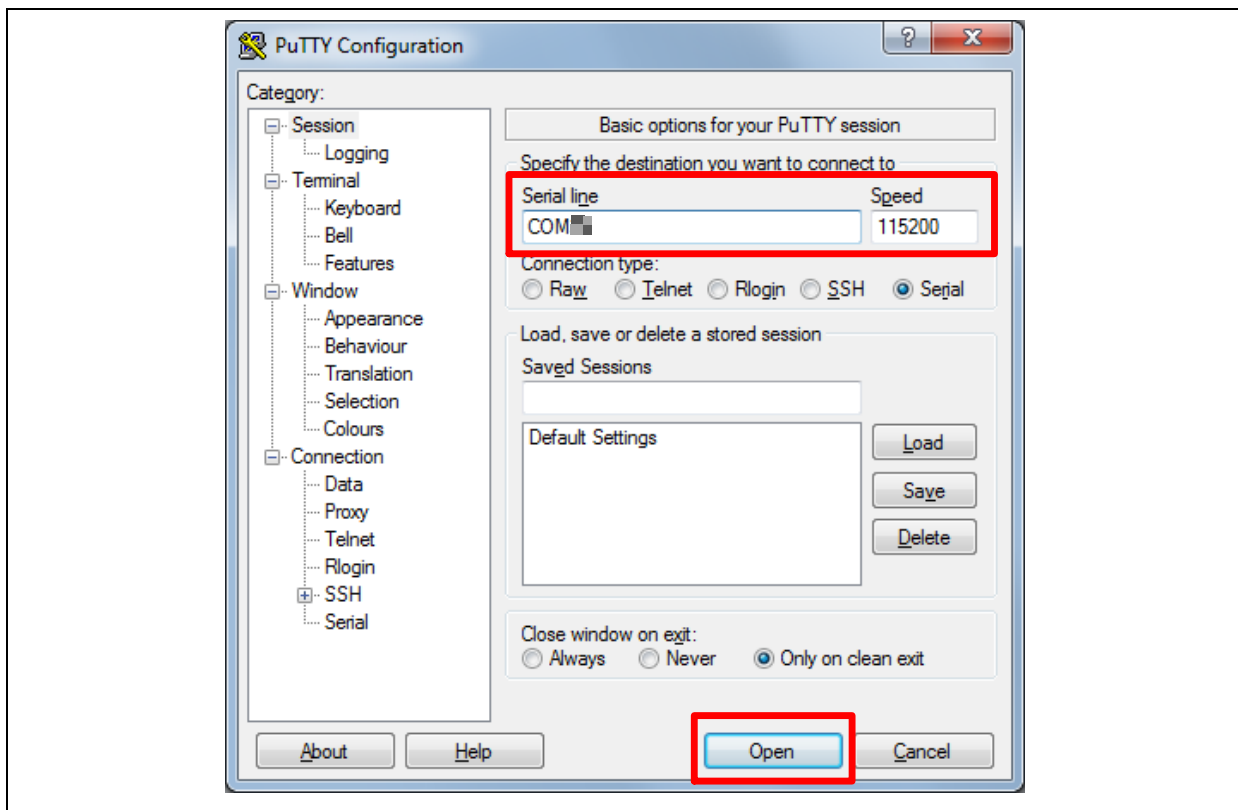 PuTTY Configuration
Category:
Session
Logging
Terminal
Keyboard
Bell
Features
Window
Appearance
Behaviour
Translation
Selection
Colours
Connection
Data
Proxy
Telnet
Rlogin
SSH
Serial
Basic options for your PuTTY session
Specify the destination you want to connect to
Serial line Speed
COM 115200
Connection type:
Raw Telnet Rlogin SSH Serial
Load, save or delete a stored session
Saved Sessions
Default Settings
Load
Save
Delete
Close window on exit:
Always Never Only on clean exit
About Help Open Cancel